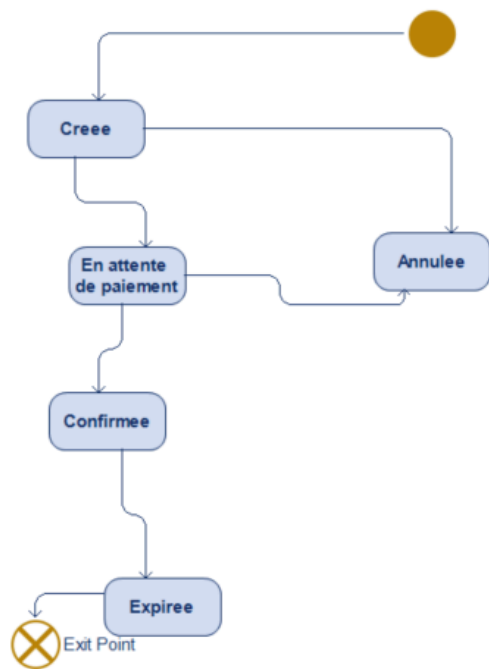 Creee
En attente
de paiement
Annulee
Confirmee
Expiree
Exit Point